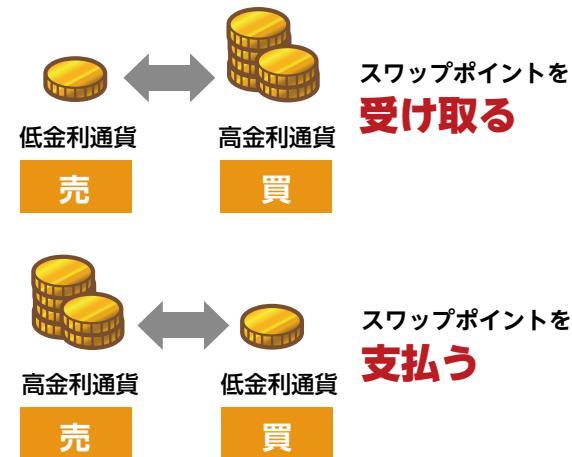 スワップポイントを
受け取る
低金利通貨
高金利通貨
売
買
スワップポイントを
支払う
高金利通貨
低金利通貨
売
買